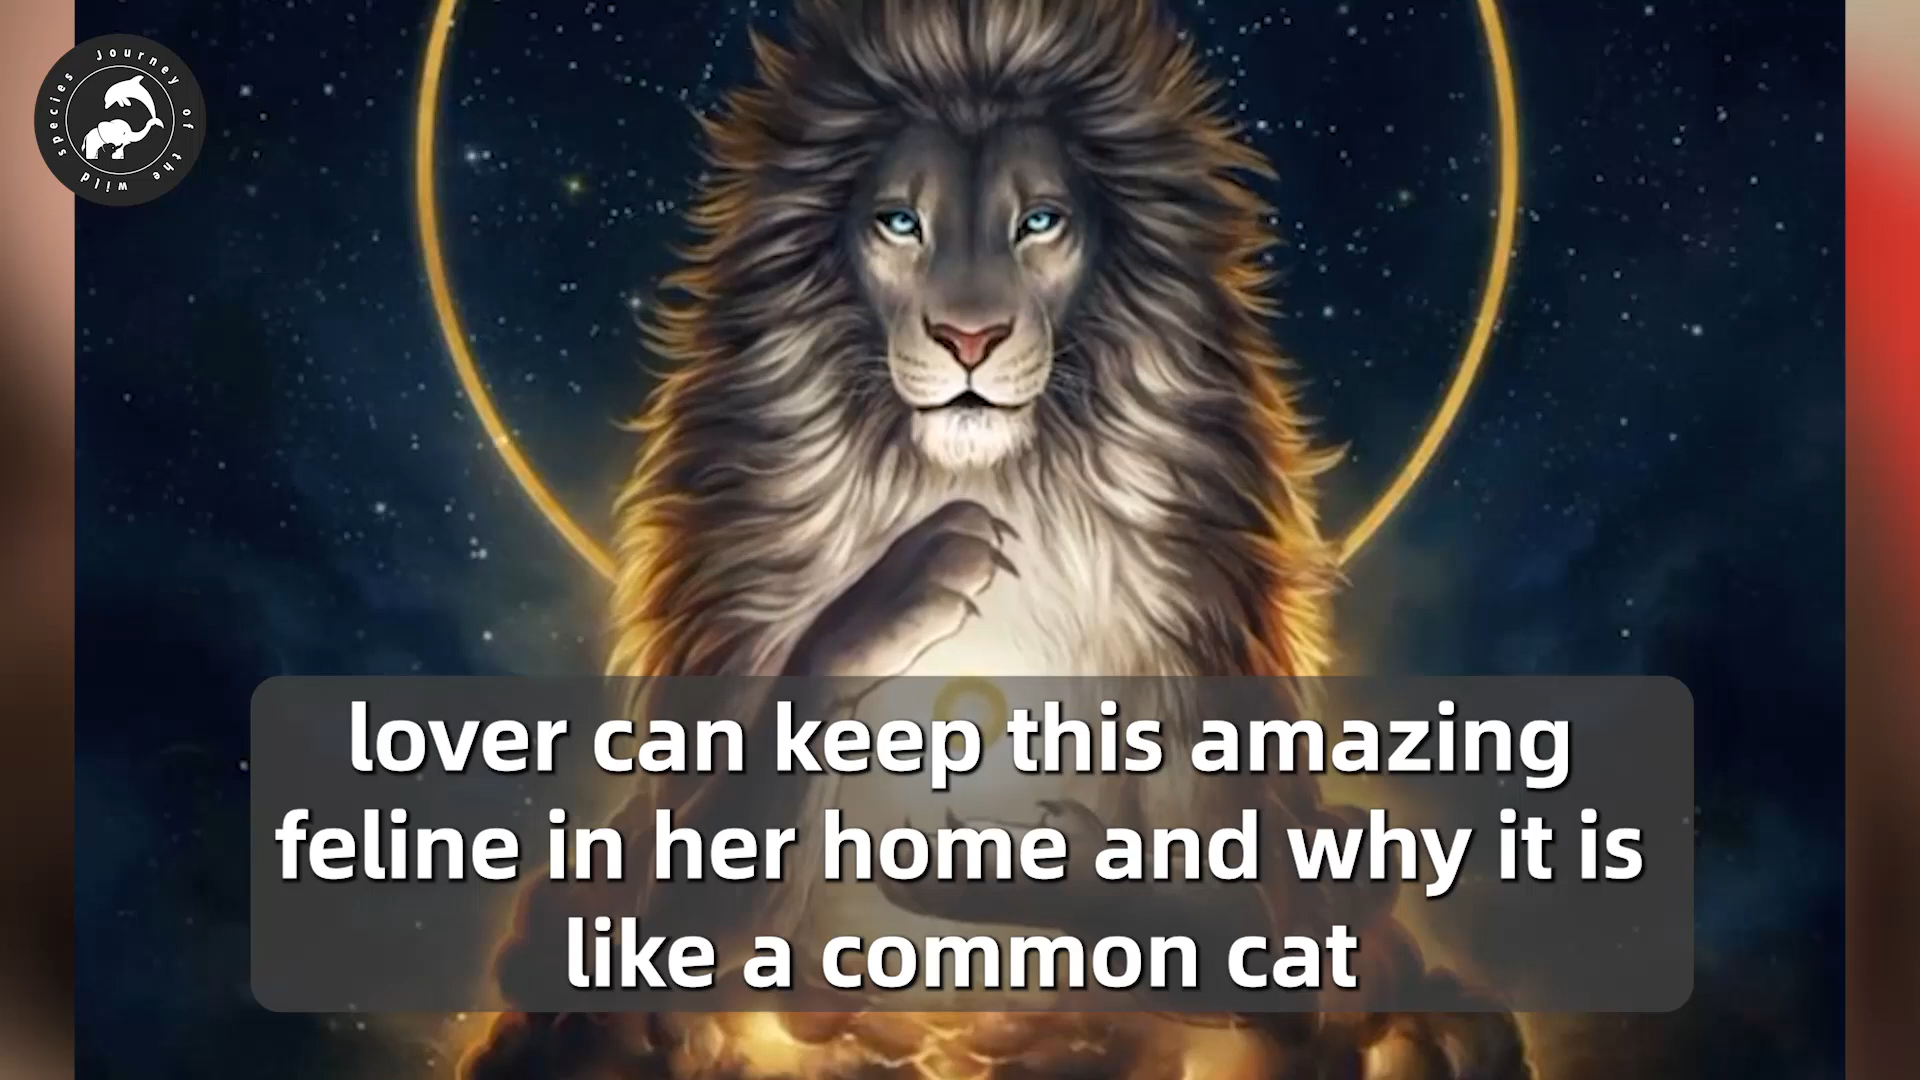 Journey of the wild species
lover can keep this amazing
feline in her home and why it is
like a common cat